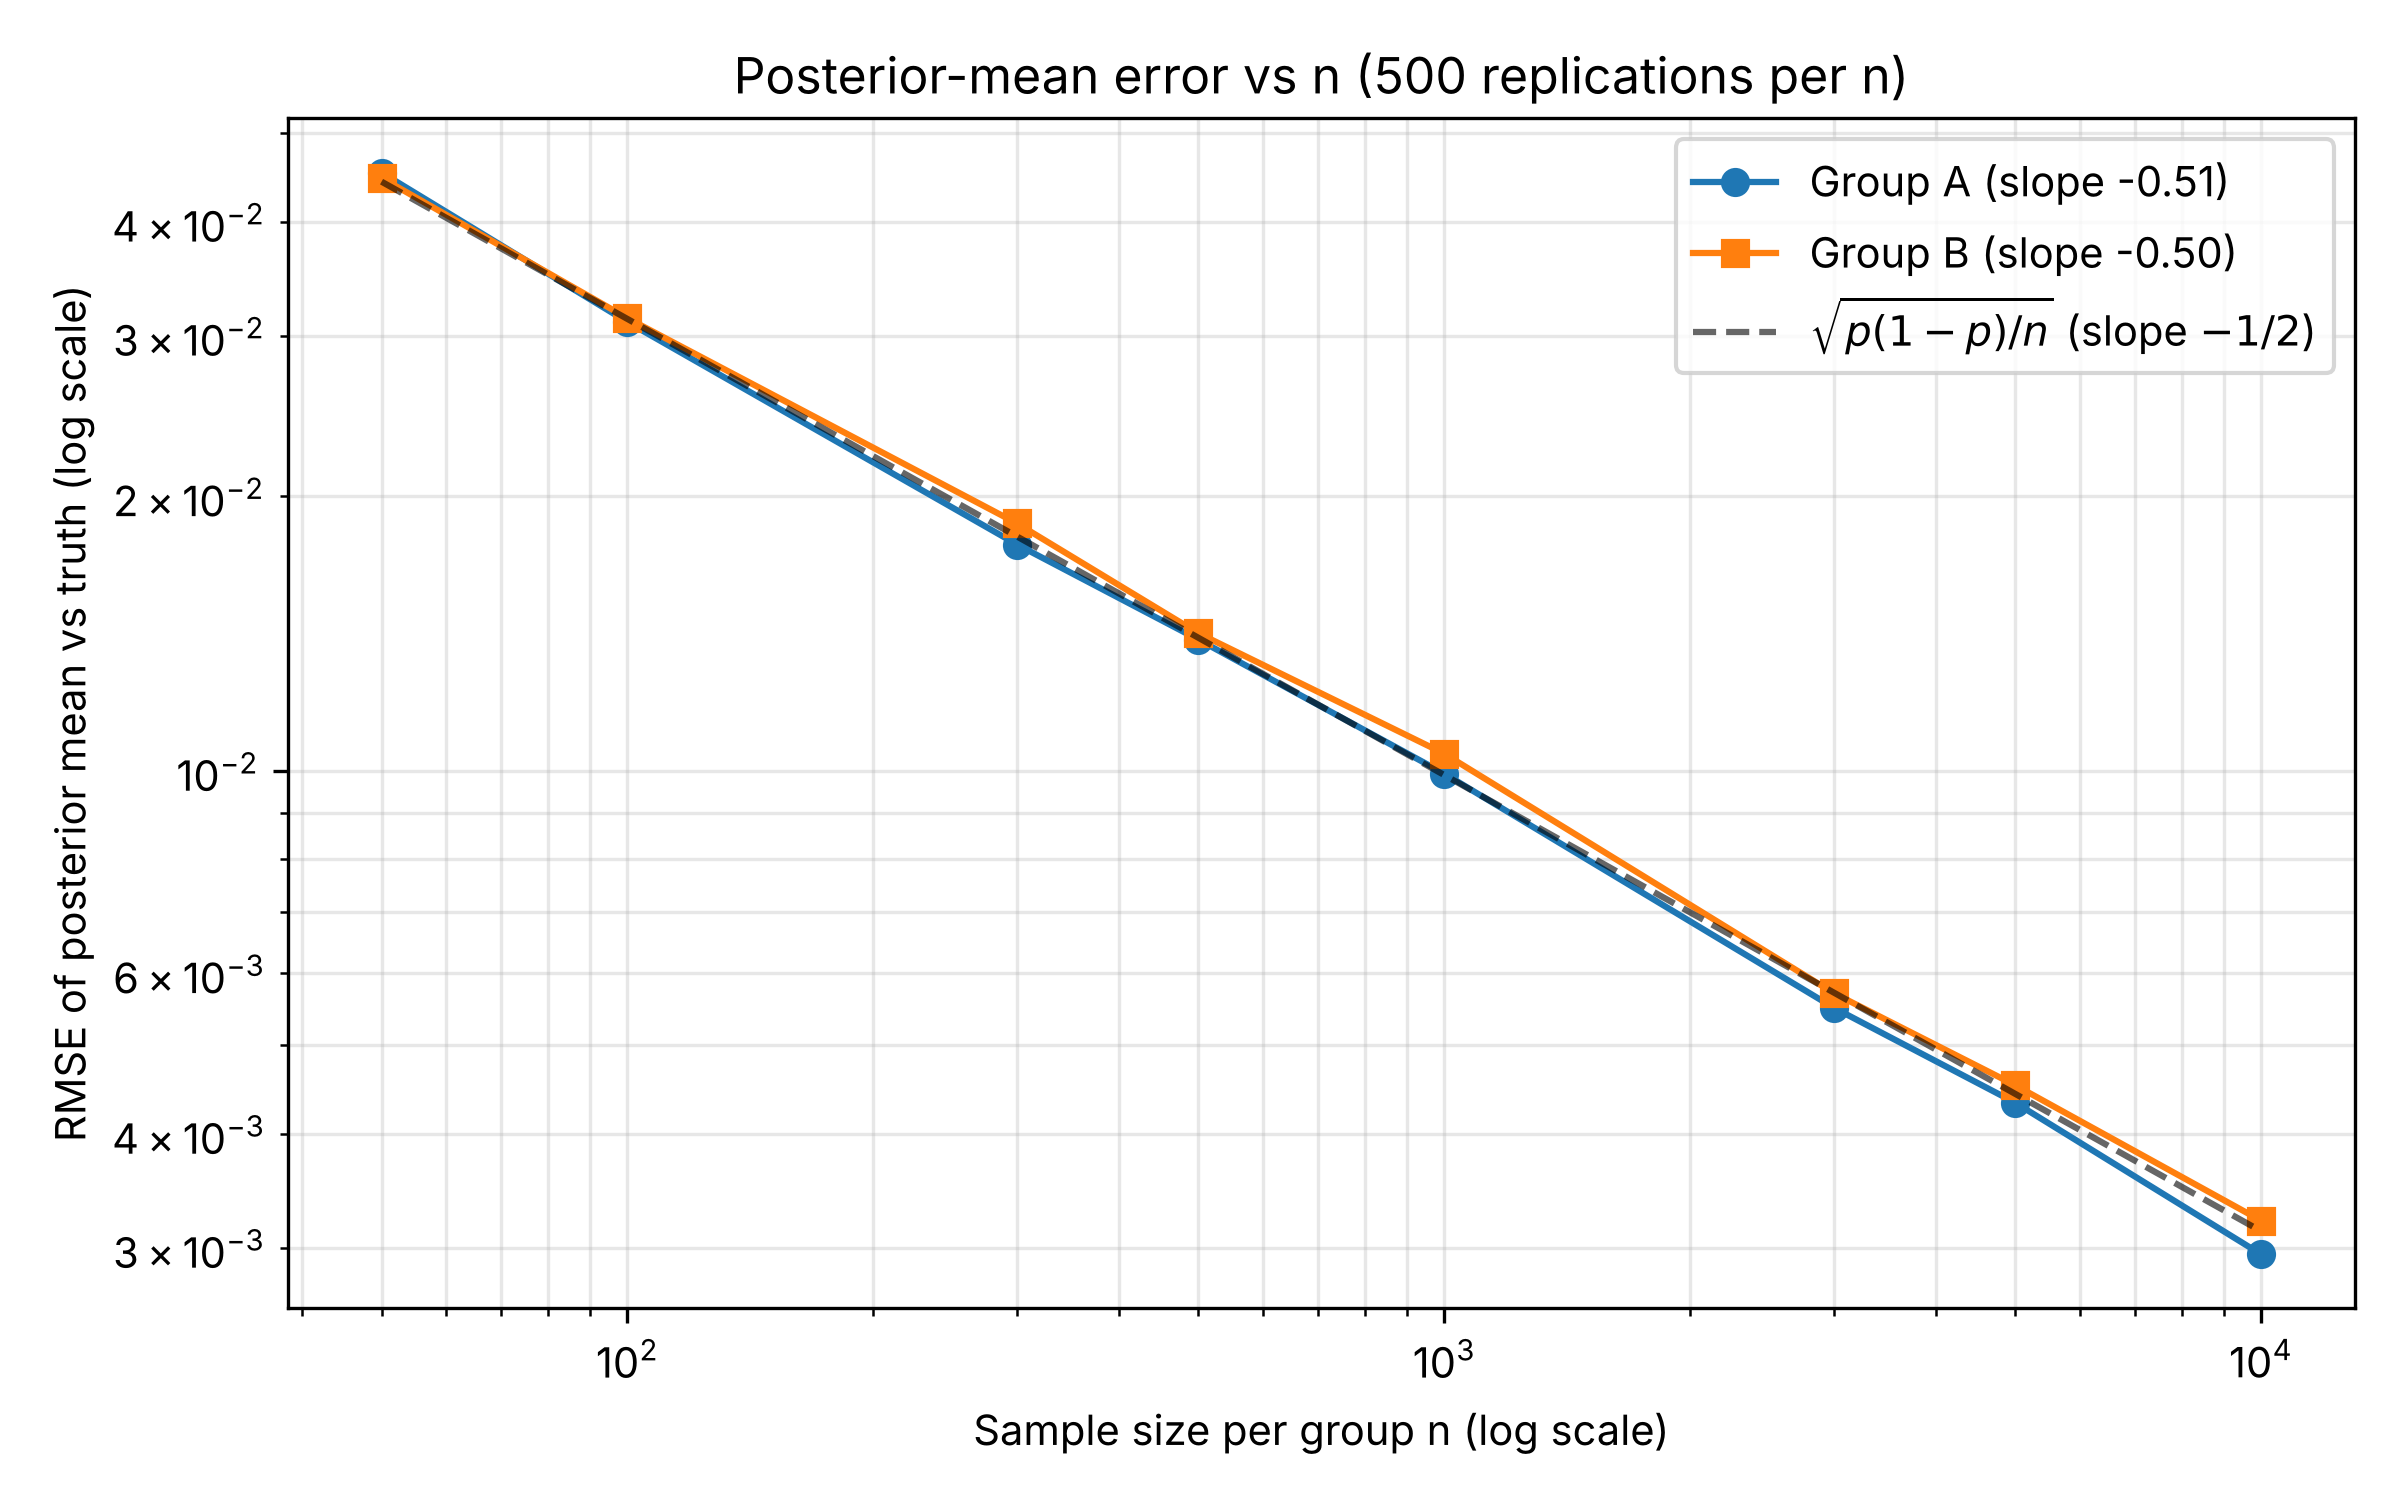 Posterior-mean error vs n (500 replications per n)
Group A (slope -0.51)
Group B (slope -0.50)
√p(1 − p)/n (slope −1/2)
RMSE of posterior mean vs truth (log scale)
4 × 10⁻²
3 × 10⁻²
2 × 10⁻²
10⁻²
6 × 10⁻³
4 × 10⁻³
3 × 10⁻³
10² 10³ 10⁴
Sample size per group n (log scale)